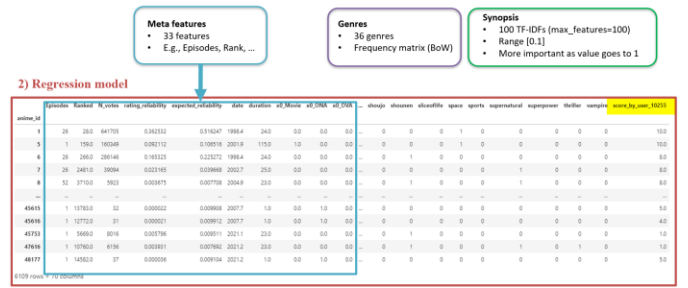 Meta features
• 33 features
• E.g., Episodes, Rank, ...
Genres
• 36 genres
• Frequency matrix (BoW)
Synopsis
• 100 TF-IDFs (max_features=100)
• Range [0.1]
• More important as value goes to 1
2) Regression model
Episodes Ranked N_votes rating_reliability expected_reliability date duration x0_Movie x0_ONA x0_OVA ... shoujo shounen sliceoflife space sports supernatural superpower thriller vampire score_by_user_10255
anime_id
1 26 28.0 641705 0.362532 0.516247 1998.4 24.0 0.0 0.0 0.0 ... 0 0 0 1 0 0 0 0 0 10.0
5 1 159.0 160349 0.092112 0.106516 2001.9 115.0 1.0 0.0 0.0 ... 0 0 0 1 0 0 0 0 0 10.0
6 26 266.0 286146 0.165325 0.225272 1998.4 24.0 0.0 0.0 0.0 ... 0 1 0 0 0 0 0 0 0 8.0
7 26 2481.0 39094 0.023165 0.039668 2002.7 25.0 0.0 0.0 0.0 ... 0 0 0 0 0 1 0 0 0 8.0
8 52 3710.0 5923 0.003675 0.007708 2004.9 23.0 0.0 0.0 0.0 ... 0 1 0 0 0 1 0 0 0 8.0
... ... ... ... ... ... ... ... ... ... ... ... ... ... ... ... ... ... ... ... ... ...
45615 1 13783.0 32 0.000022 0.009908 2007.7 1.0 0.0 1.0 0.0 ... 0 0 0 0 0 0 0 0 0 5.0
45616 1 12772.0 31 0.000021 0.009912 2007.7 1.0 0.0 1.0 0.0 ... 0 0 0 0 0 0 0 0 0 4.0
45753 1 5669.0 8016 0.005796 0.009511 2021.1 23.0 0.0 0.0 0.0 ... 0 1 0 0 0 0 0 0 0 1.0
47616 1 10760.0 6156 0.003931 0.007692 2021.2 23.0 0.0 0.0 0.0 ... 0 1 0 0 0 1 0 1 0 1.0
48177 1 14582.0 37 0.000036 0.009104 2021.2 1.0 0.0 1.0 0.0 ... 0 0 0 0 0 0 0 0 0 5.0
6109 rows × 70 columns